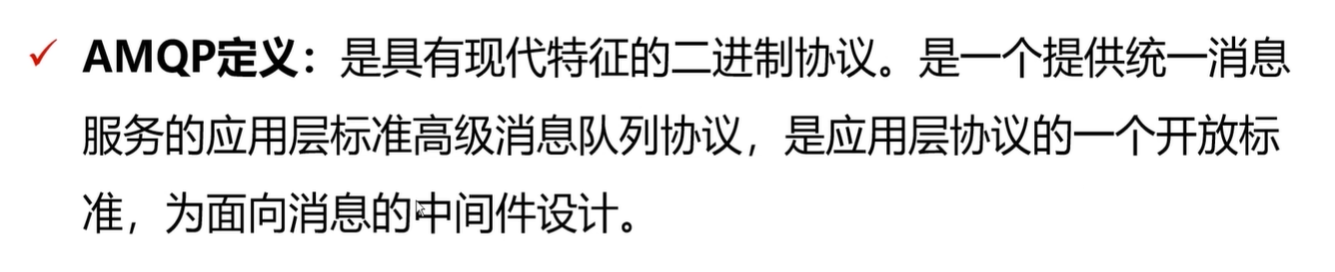 ✓ AMQP定义：是具有现代特征的二进制协议。是一个提供统一消息
服务的应用层标准高级消息队列协议，是应用层协议的一个开放标
准，为面向消息的中间件设计。